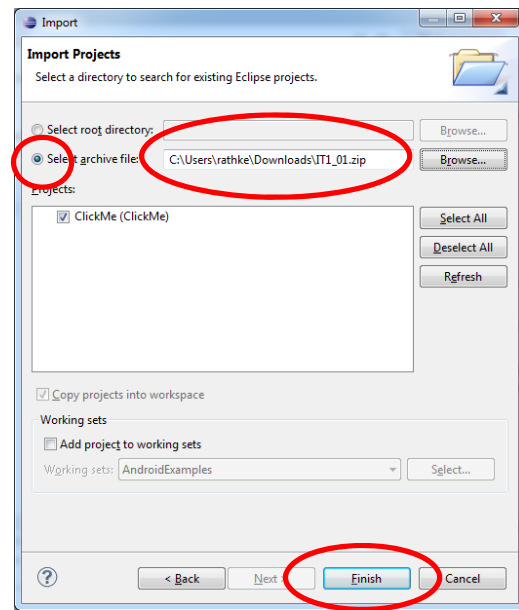 Import
Import Projects
Select a directory to search for existing Eclipse projects.
Select root directory:
Browse...
Select archive file:
C:\Users\rathke\Downloads\IT1_01.zip
Browse...
Projects:
ClickMe (ClickMe)
Select All
Deselect All
Refresh
Copy projects into workspace
Working sets
Add project to working sets
Working sets:
AndroidExamples
Select...
?
< Back
Next >
Finish
Cancel